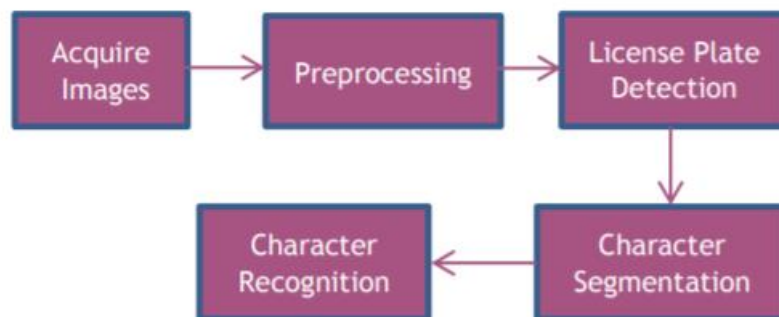 Acquire
Images
Preprocessing
License Plate
Detection
Character
Segmentation
Character
Recognition